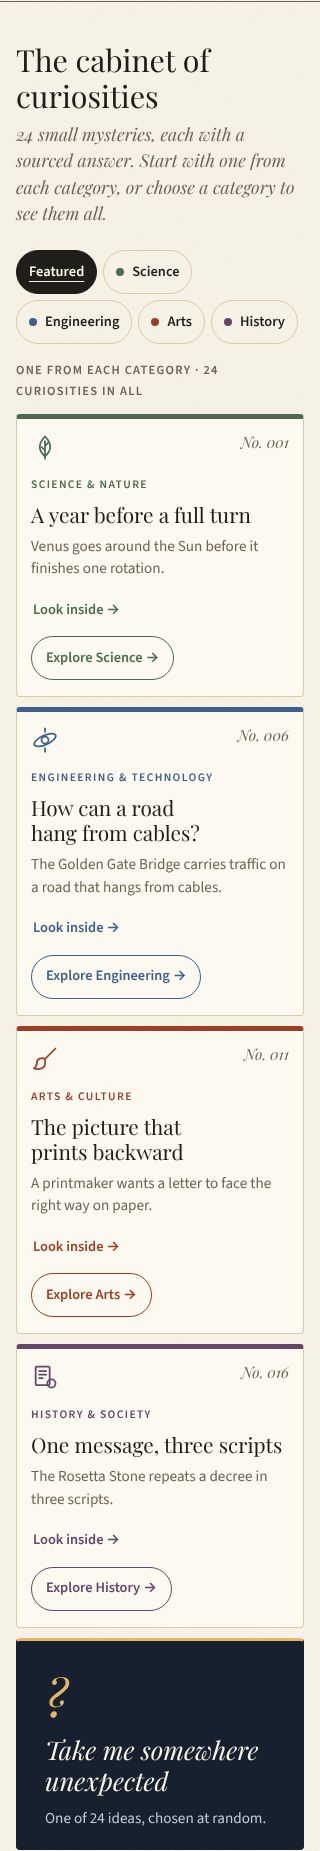 The cabinet of
curiosities
24 small mysteries, each with a
sourced answer. Start with one from
each category, or choose a category to
see them all.
Featured
Science
Engineering
Arts
History
ONE FROM EACH CATEGORY · 24
CURIOSITIES IN ALL
No. 001
SCIENCE & NATURE
A year before a full turn
Venus goes around the Sun before it
finishes one rotation.
Look inside →
Explore Science →
No. 006
ENGINEERING & TECHNOLOGY
How can a road
hang from cables?
The Golden Gate Bridge carries traffic on
a road that hangs from cables.
Look inside →
Explore Engineering →
No. 011
ARTS & CULTURE
The picture that
prints backward
A printmaker wants a letter to face the
right way on paper.
Look inside →
Explore Arts →
No. 016
HISTORY & SOCIETY
One message, three scripts
The Rosetta Stone repeats a decree in
three scripts.
Look inside →
Explore History →
?
Take me somewhere
unexpected
One of 24 ideas, chosen at random.